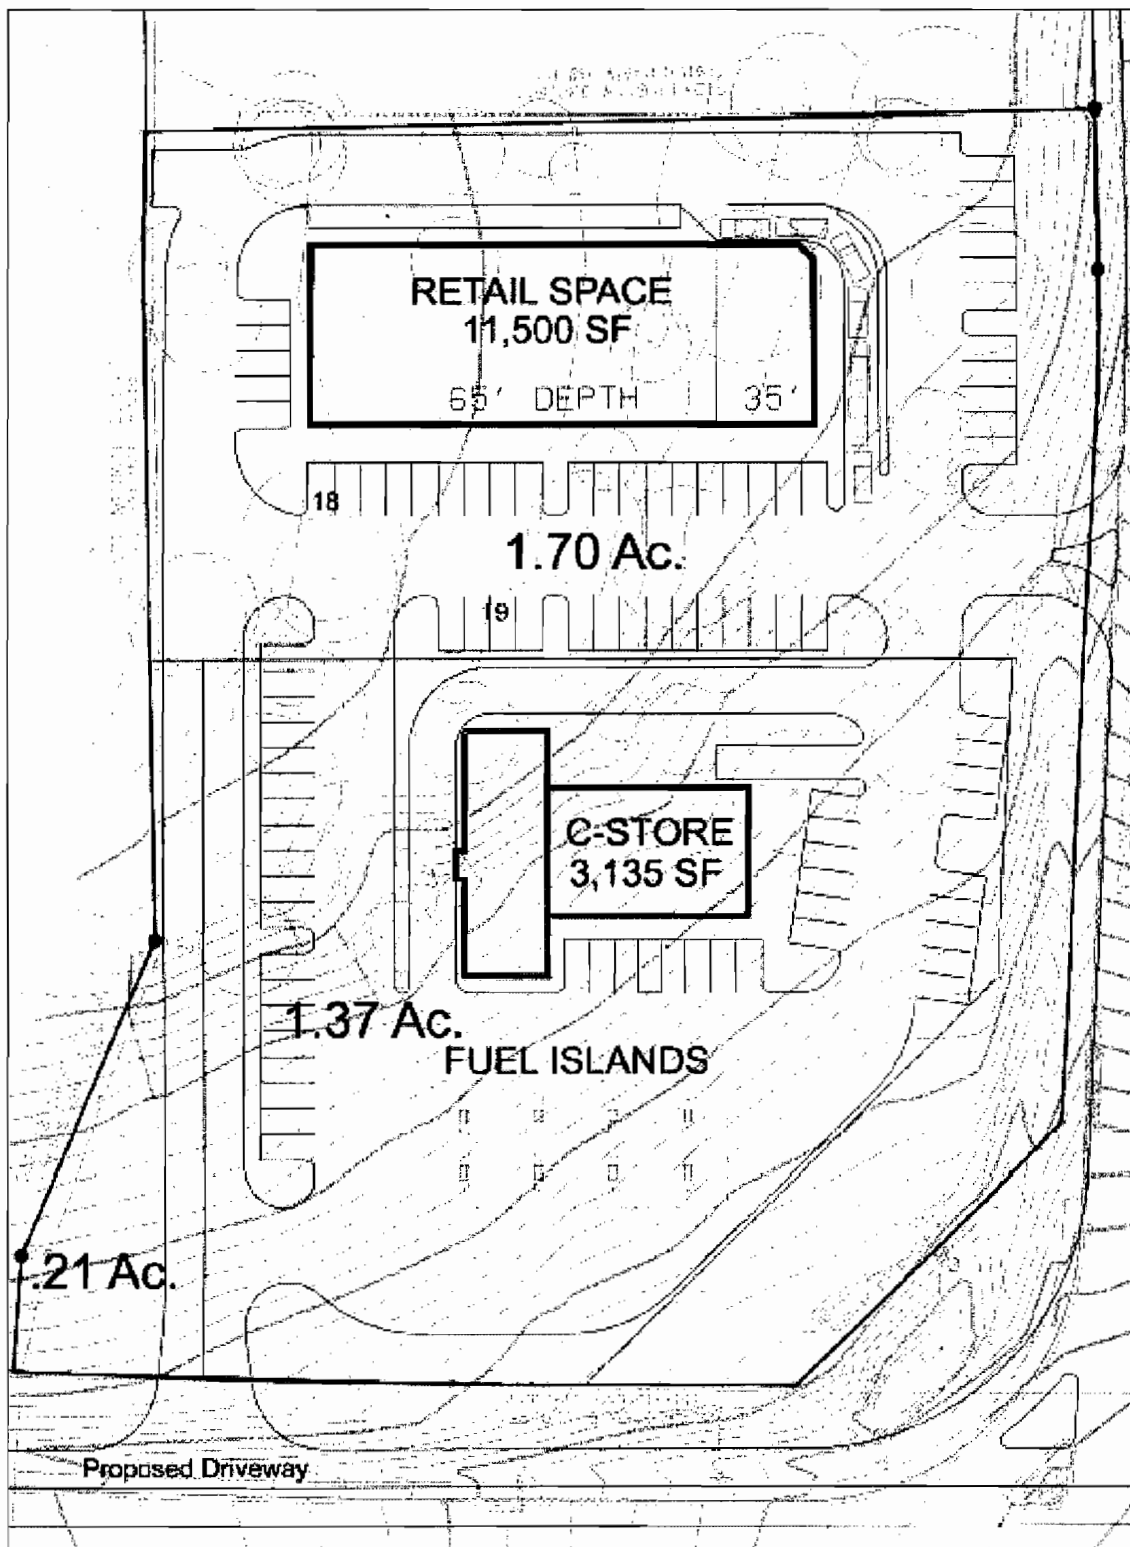 RETAIL SPACE
11,500 SF
65' DEPTH 35'
18
1.70 Ac.
19
C-STORE
3,135 SF
1.37 Ac.
FUEL ISLANDS
.21 Ac.
Proposed Driveway